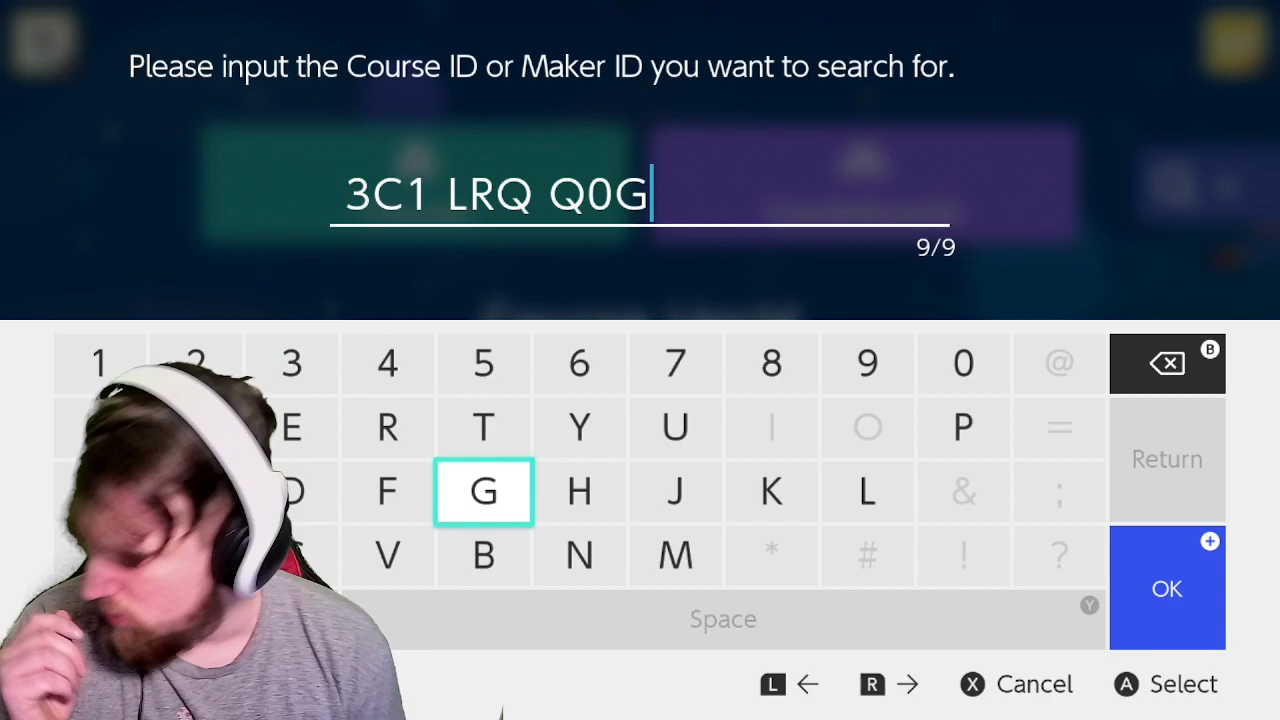 Please input the Course ID or Maker ID you want to search for.
3C1 LRQ Q0G
9/9
1 2 3 4 5 6 7 8 9 0 @ B
E R T Y U I O P =
Return
D F G H J K L & ;
V B N M * # ! ? +
OK
Space Y
L ← R → X Cancel A Select